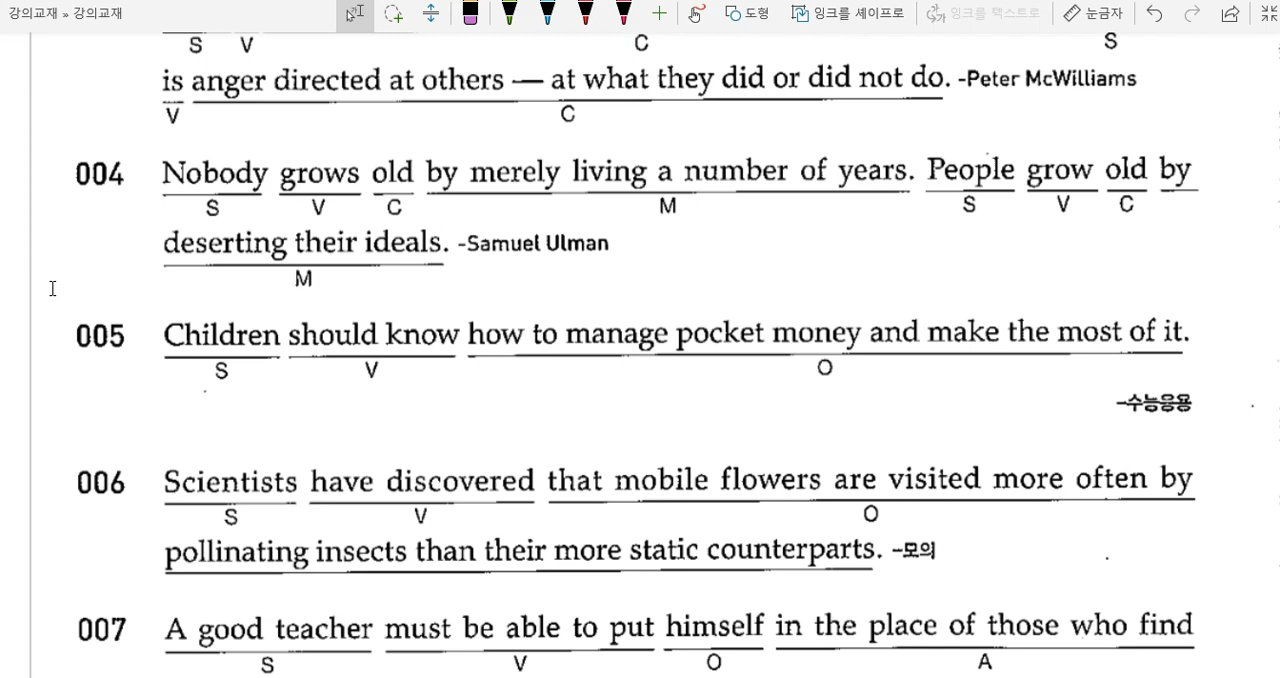 강의교재 » 강의교재 도형 잉크를 셰이프로 잉크를 텍스트로 눈금자
S V C S
is anger directed at others — at what they did or did not do. -Peter McWilliams
V C
004 Nobody grows old by merely living a number of years. People grow old by
S V C M S V C
deserting their ideals. -Samuel Ulman
M
005 Children should know how to manage pocket money and make the most of it.
S V O
-수능응용
006 Scientists have discovered that mobile flowers are visited more often by
S V O
pollinating insects than their more static counterparts. -모의
007 A good teacher must be able to put himself in the place of those who find
S V O A